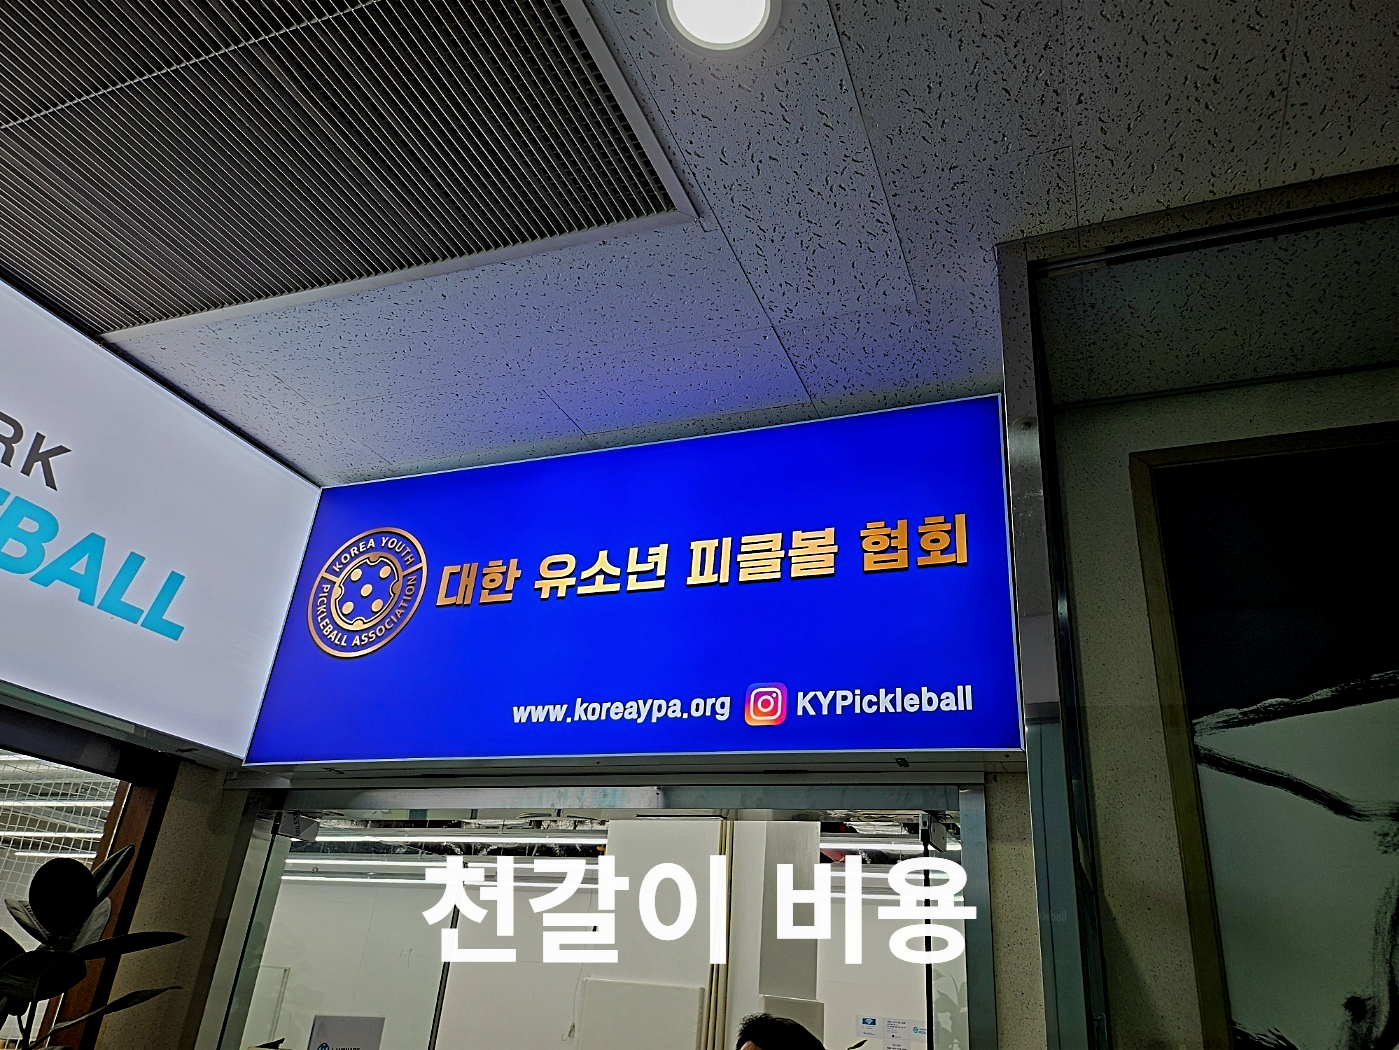 RK
BALL
KOREA YOUTH
PICKLEBALL ASSOCIATION
대한 유소년 피클볼 협회
www.koreaypa.org KYPickleball
천갈이 비용